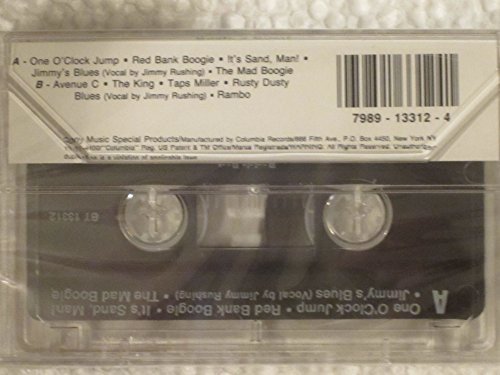 A - One O'Clock Jump • Red Bank Boogie • It's Sand, Man! •
Jimmy's Blues (Vocal by Jimmy Rushing) • The Mad Boogie
B - Avenue C • The King • Taps Miller • Rusty Dusty
Blues (Vocal by Jimmy Rushing) • Rambo
7989 - 13312 - 4
Music Special Products/Manufactured by Columbia Records/666 Fifth Ave., P.O. Box 4450, New York, NY
"Columbia" Reg. US Patent & TM Office/Marca Registrada/WARNING: All Rights Reserved. Unauthorized
is a violation of applicable laws.
BT 13312
A
One O'Clock Jump • Red Bank Boogie • It's Sand, Man!
• Jimmy's Blues (Vocal by Jimmy Rushing) • The Mad Boogie